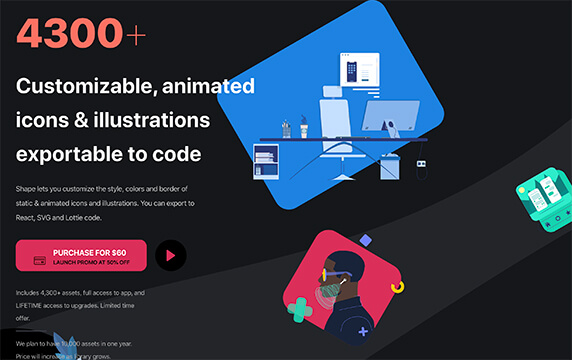 4300+
Customizable, animated
icons & illustrations
exportable to code
Shape lets you customize the style, colors and border of
static & animated icons and illustrations. You can export to
React, SVG and Lottie code.
PURCHASE FOR $60
LAUNCH PROMO AT 50% OFF
Includes 4,300+ assets, full access to app, and
LIFETIME access to upgrades. Limited time
offer.
We plan to have 10,000 assets in one year.
Price will increase as library grows.